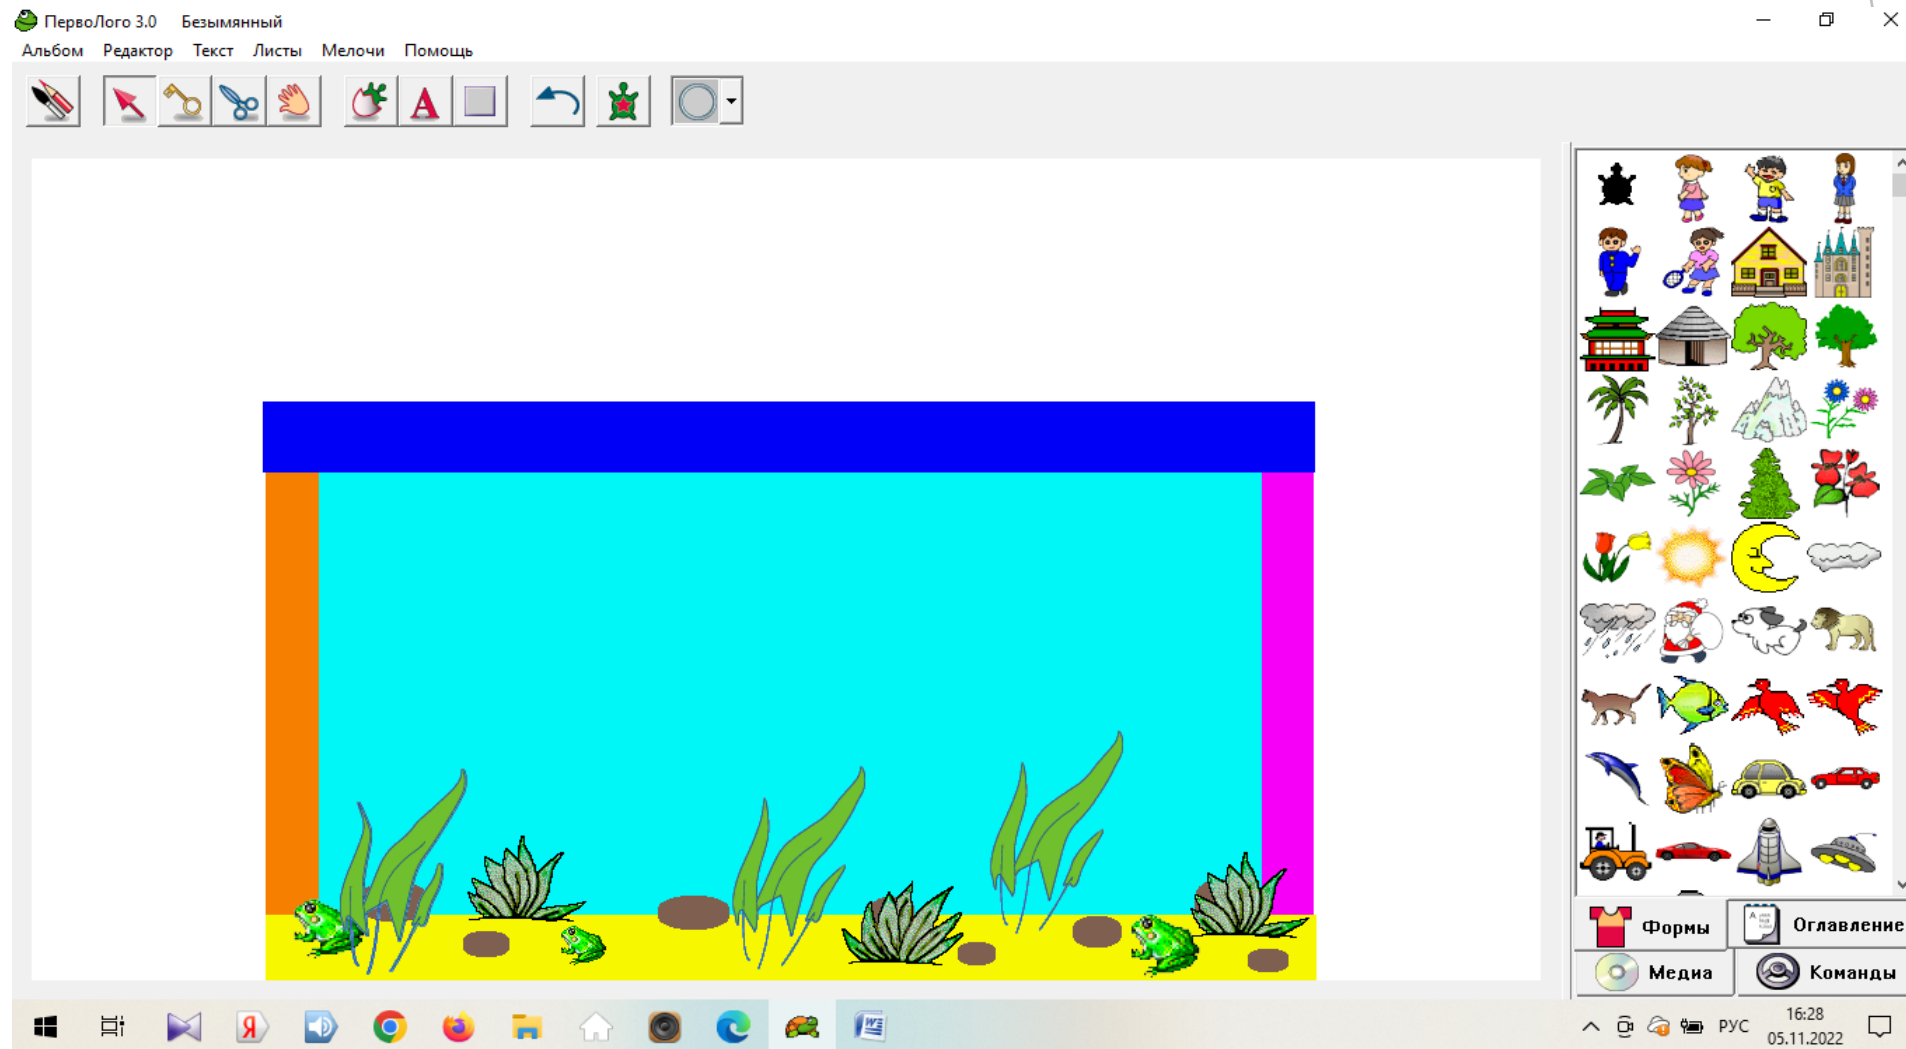 ПервоЛого 3.0 Безымянный
Альбом Редактор Текст Листы Мелочи Помощь
A
Формы
Оглавление
Медиа
Команды
Я
W
РУС
16:28
05.11.2022